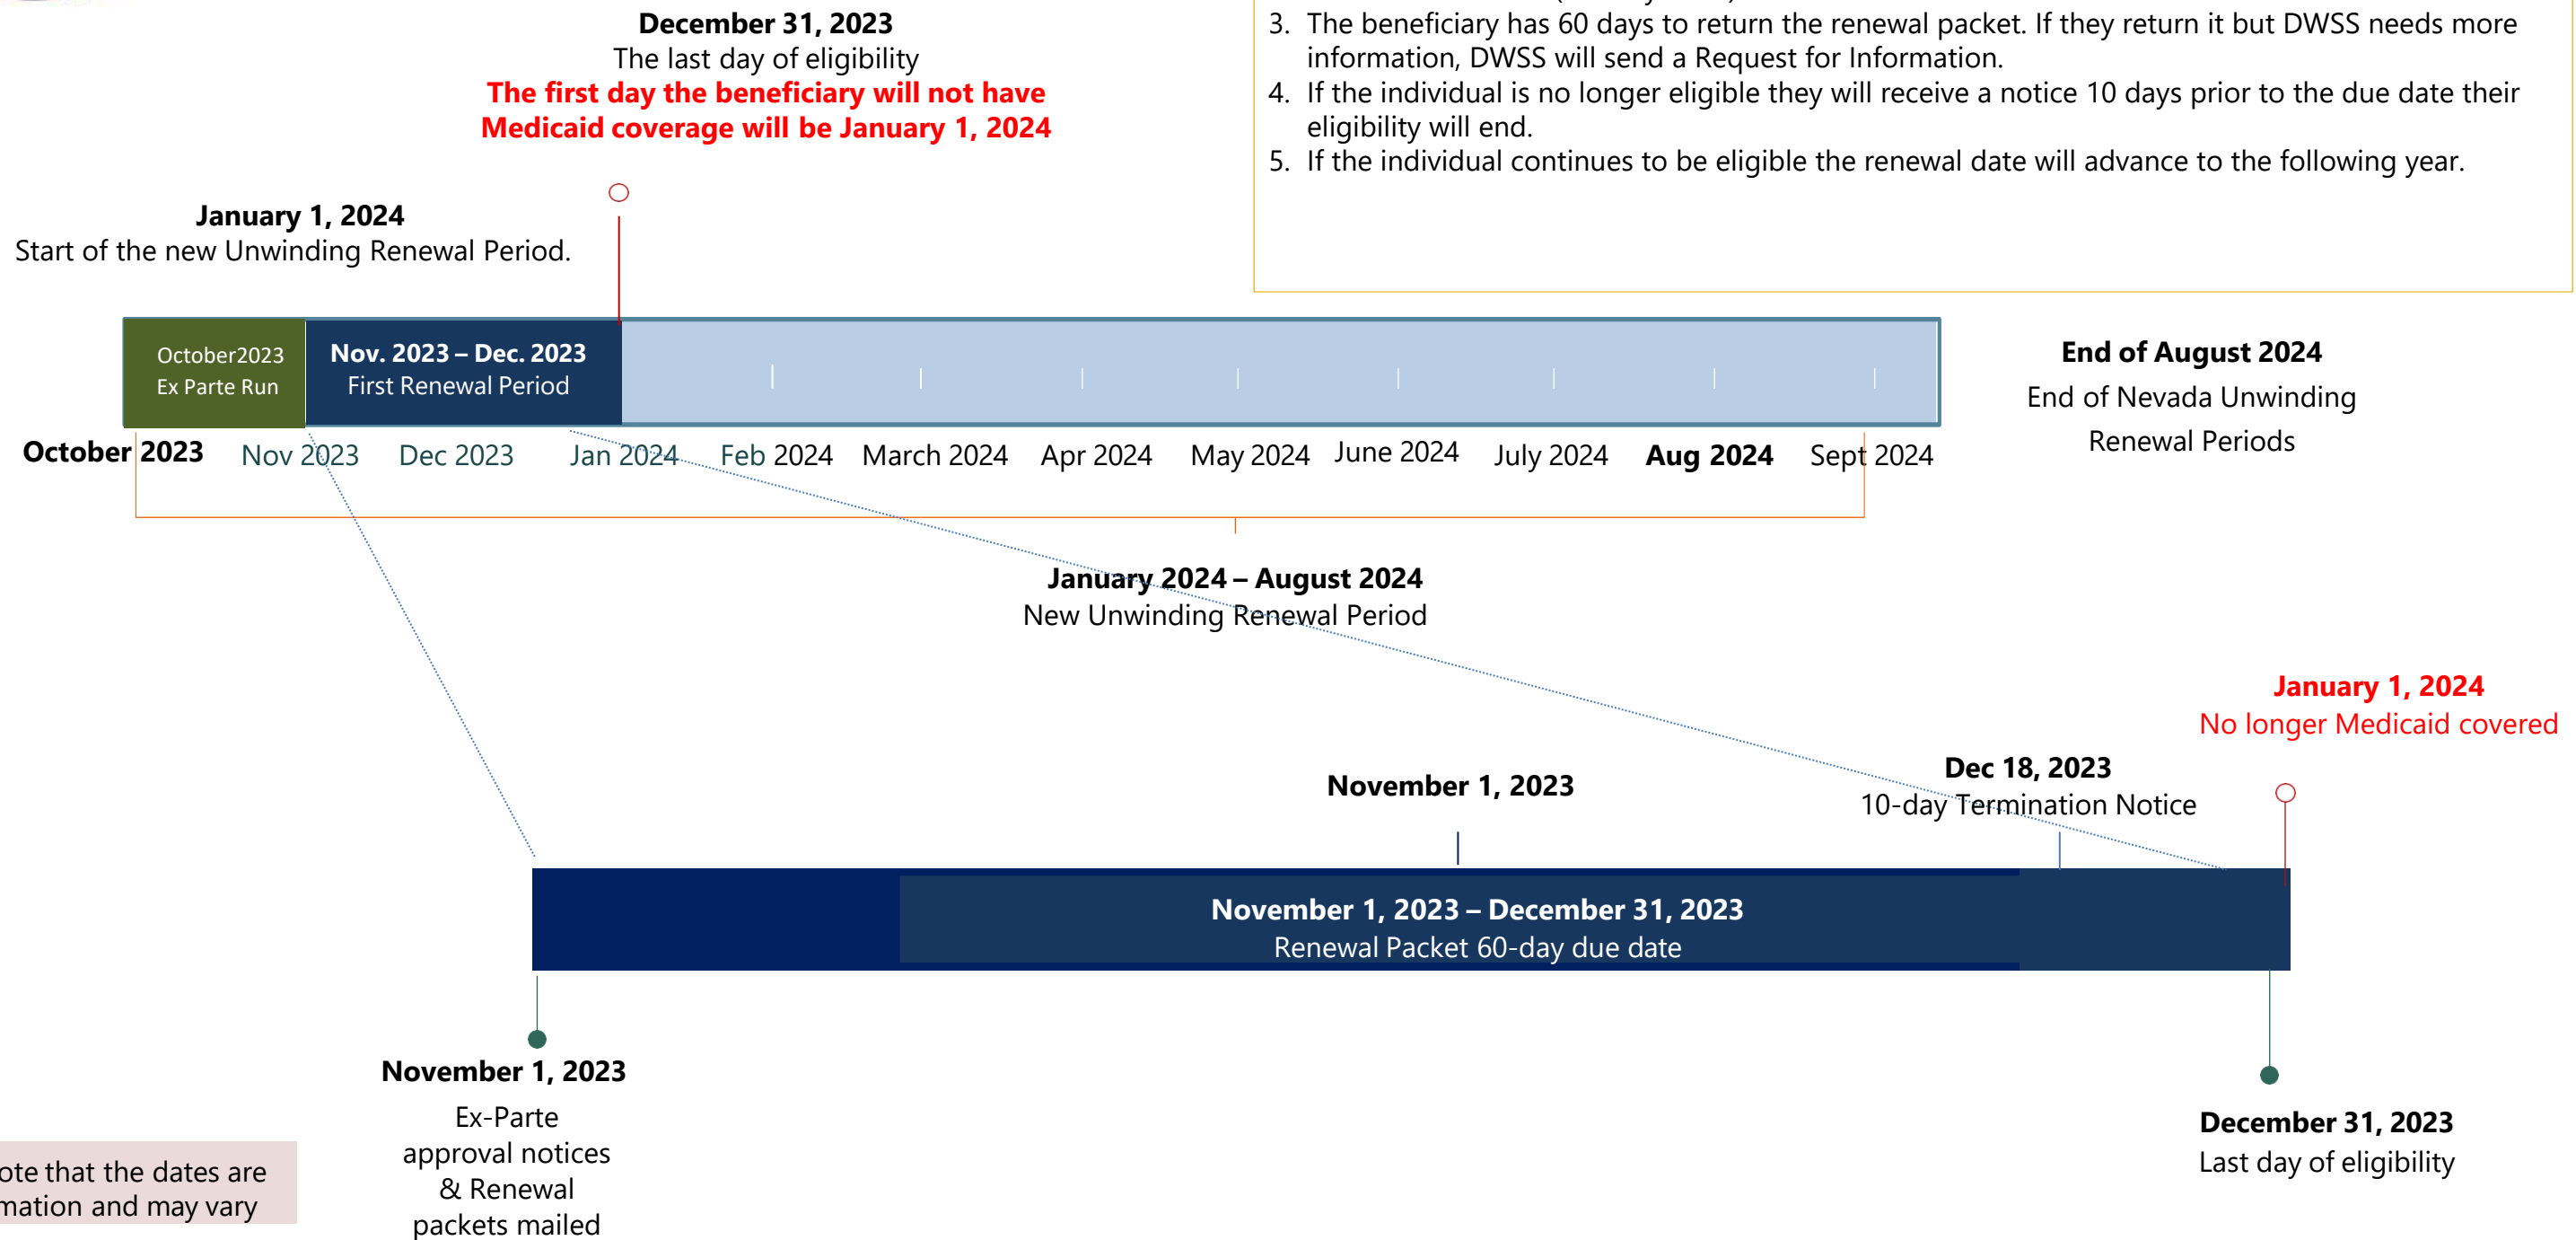 December 31, 2023
The last day of eligibility
The first day the beneficiary will not have
Medicaid coverage will be January 1, 2024
3. The beneficiary has 60 days to return the renewal packet. If they return it but DWSS needs more
information, DWSS will send a Request for Information.
4. If the individual is no longer eligible they will receive a notice 10 days prior to the due date their
eligibility will end.
5. If the individual continues to be eligible the renewal date will advance to the following year.
January 1, 2024
Start of the new Unwinding Renewal Period.
October2023
Ex Parte Run
Nov. 2023 – Dec. 2023
First Renewal Period
End of August 2024
End of Nevada Unwinding
Renewal Periods
October 2023 Nov 2023 Dec 2023 Jan 2024 Feb 2024 March 2024 Apr 2024 May 2024 June 2024 July 2024 Aug 2024 Sept 2024
January 2024 – August 2024
New Unwinding Renewal Period
January 1, 2024
No longer Medicaid covered
November 1, 2023
Dec 18, 2023
10-day Termination Notice
November 1, 2023 – December 31, 2023
Renewal Packet 60-day due date
November 1, 2023
Ex-Parte
approval notices
& Renewal
packets mailed
December 31, 2023
Last day of eligibility
ote that the dates are
mation and may vary